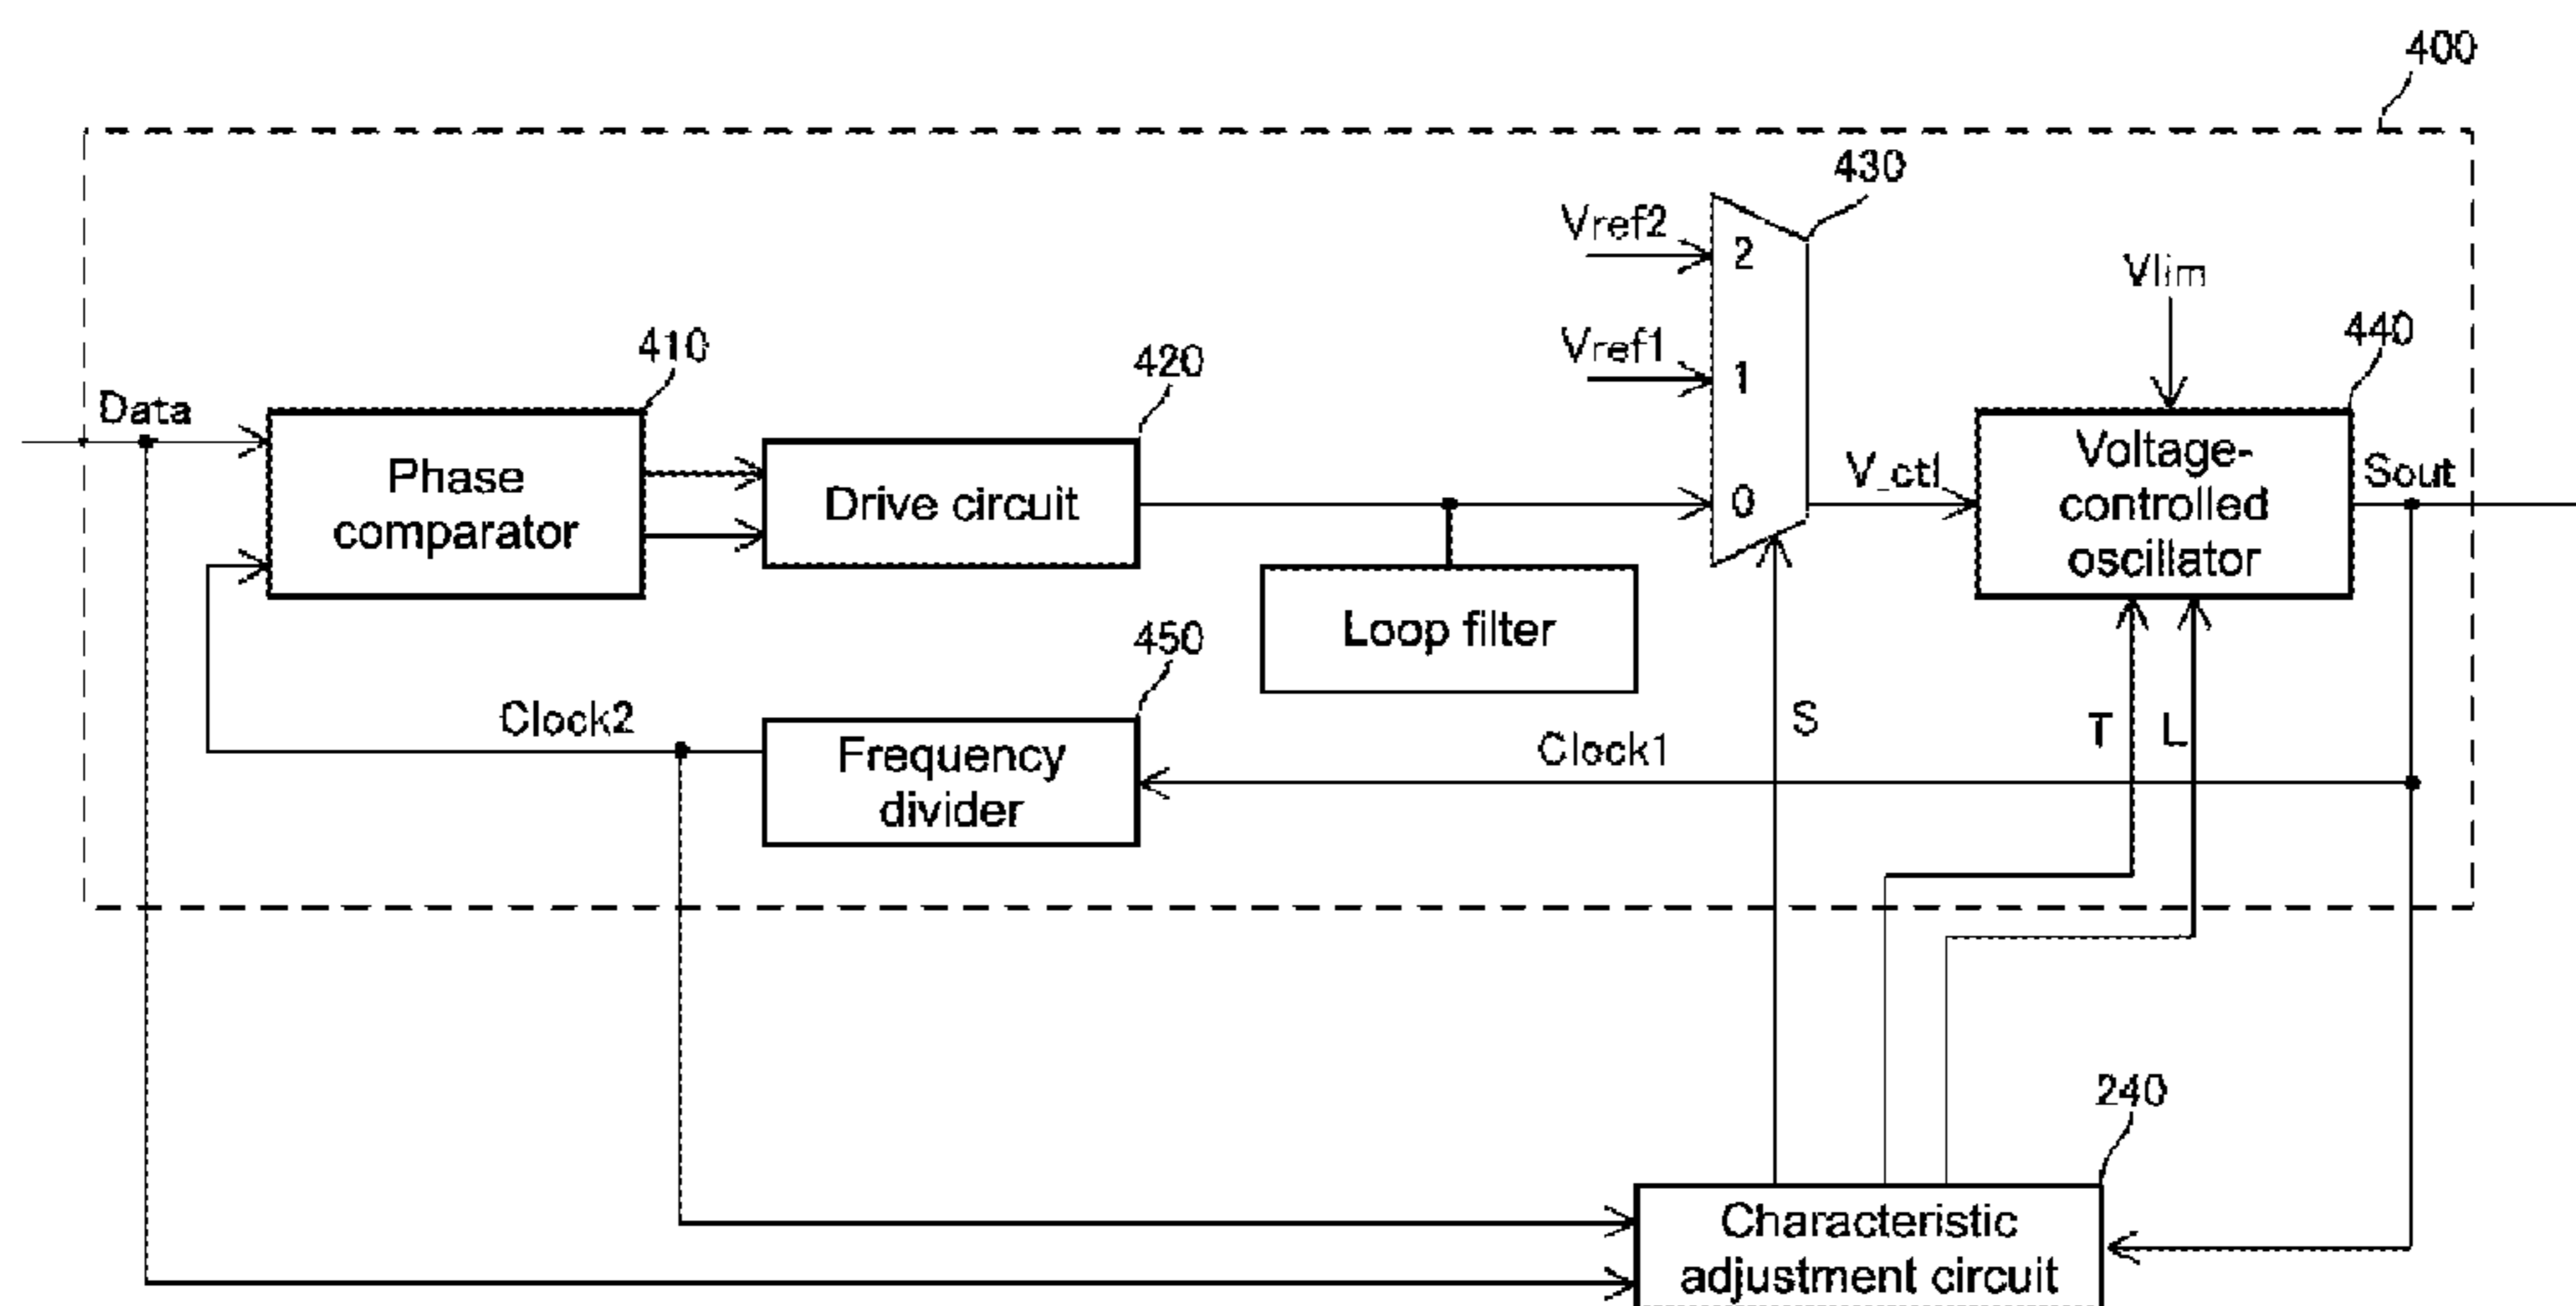 400
430
Vref2
2
Vlim
Vref1
1
440
410
420
Data
Phase
comparator
Drive circuit
0
V_ctl
Voltage-
controlled
oscillator
Sout
Loop filter
450
Clock2
Frequency
divider
Clock1
S
T
L
240
Characteristic
adjustment circuit